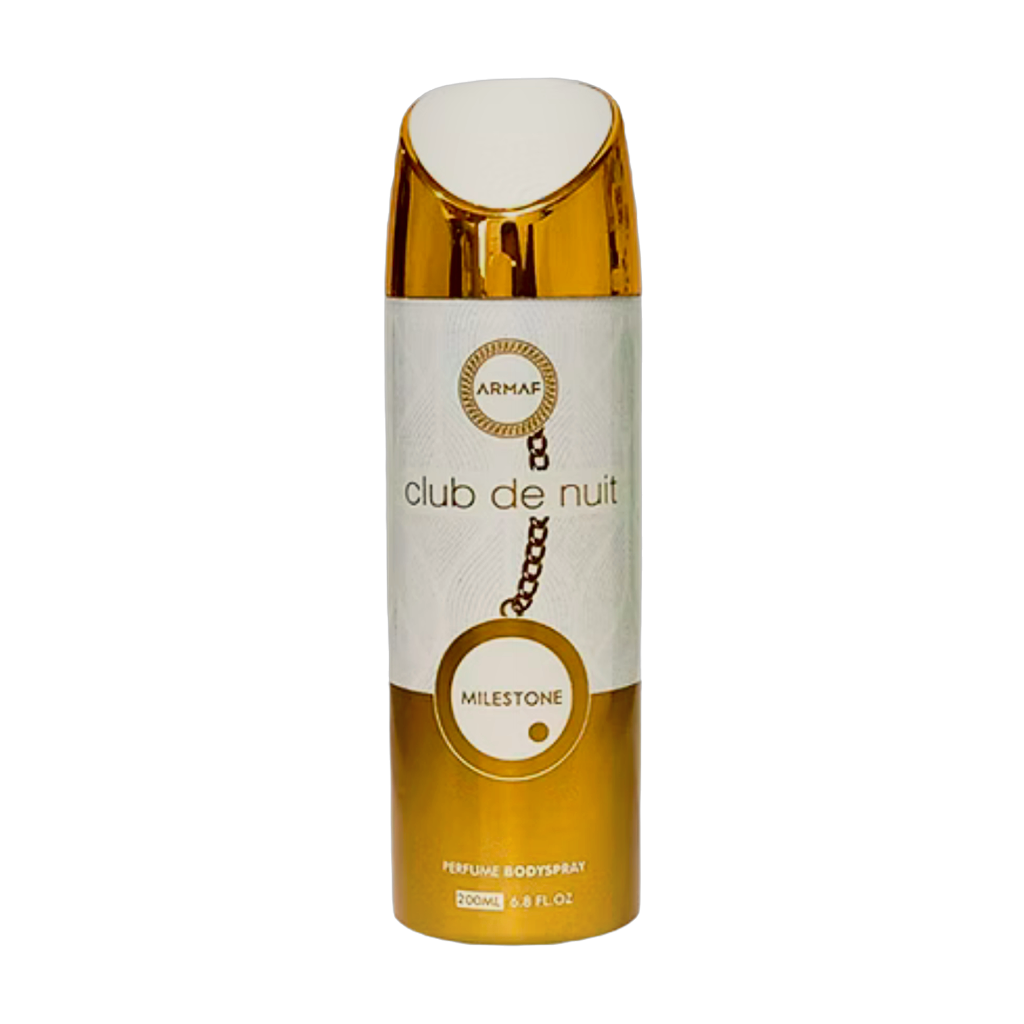 ARMAF
club de nuit
MILESTONE
PERFUME BODYSPRAY
200ML 6.8 FL.OZ